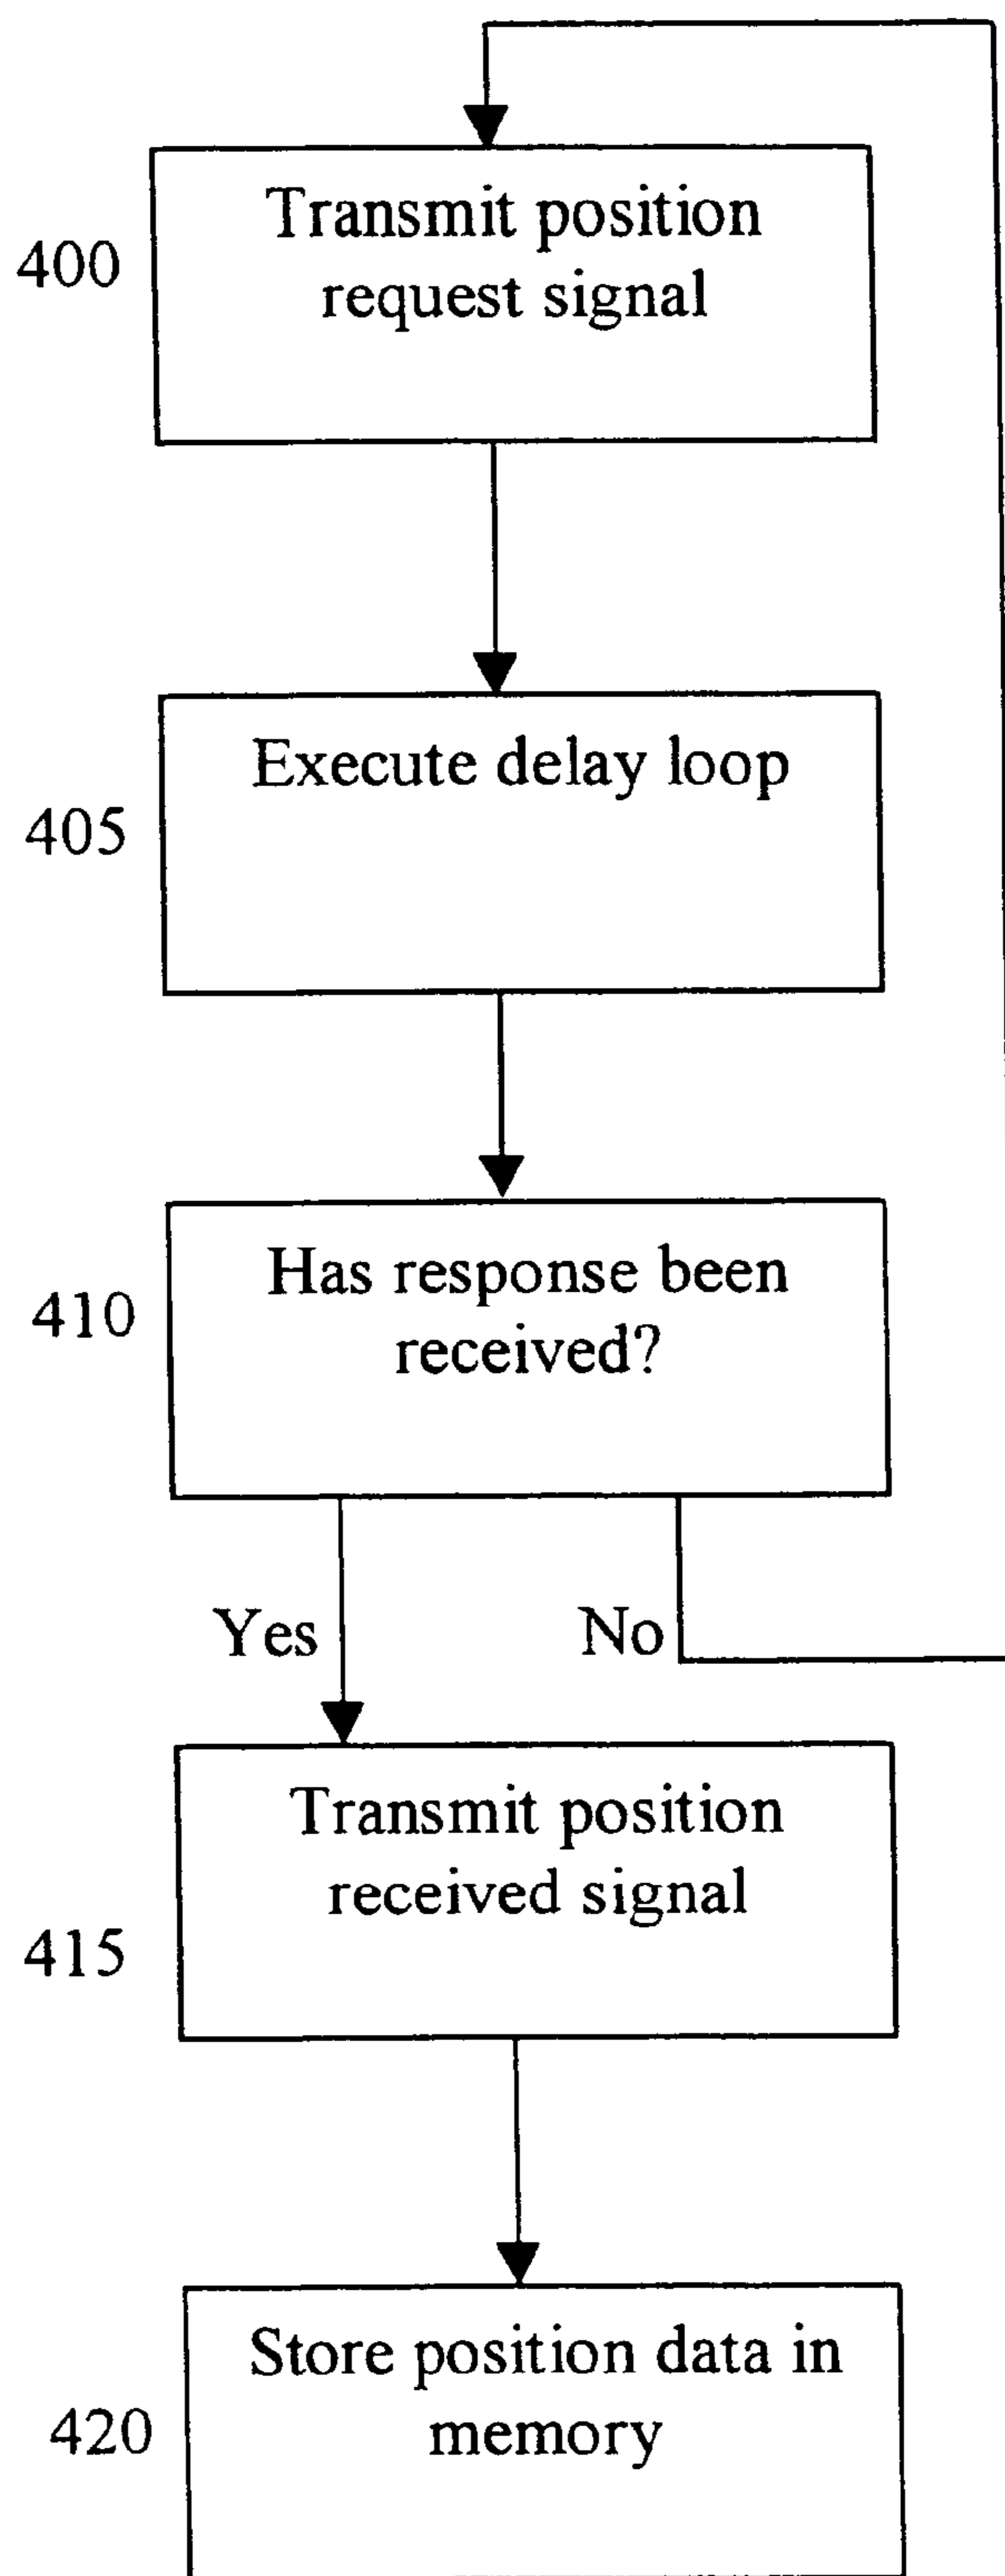 Transmit position
request signal
400
Execute delay loop
405
Has response been
received?
410
Yes
No
Transmit position
received signal
415
Store position data in
memory
420